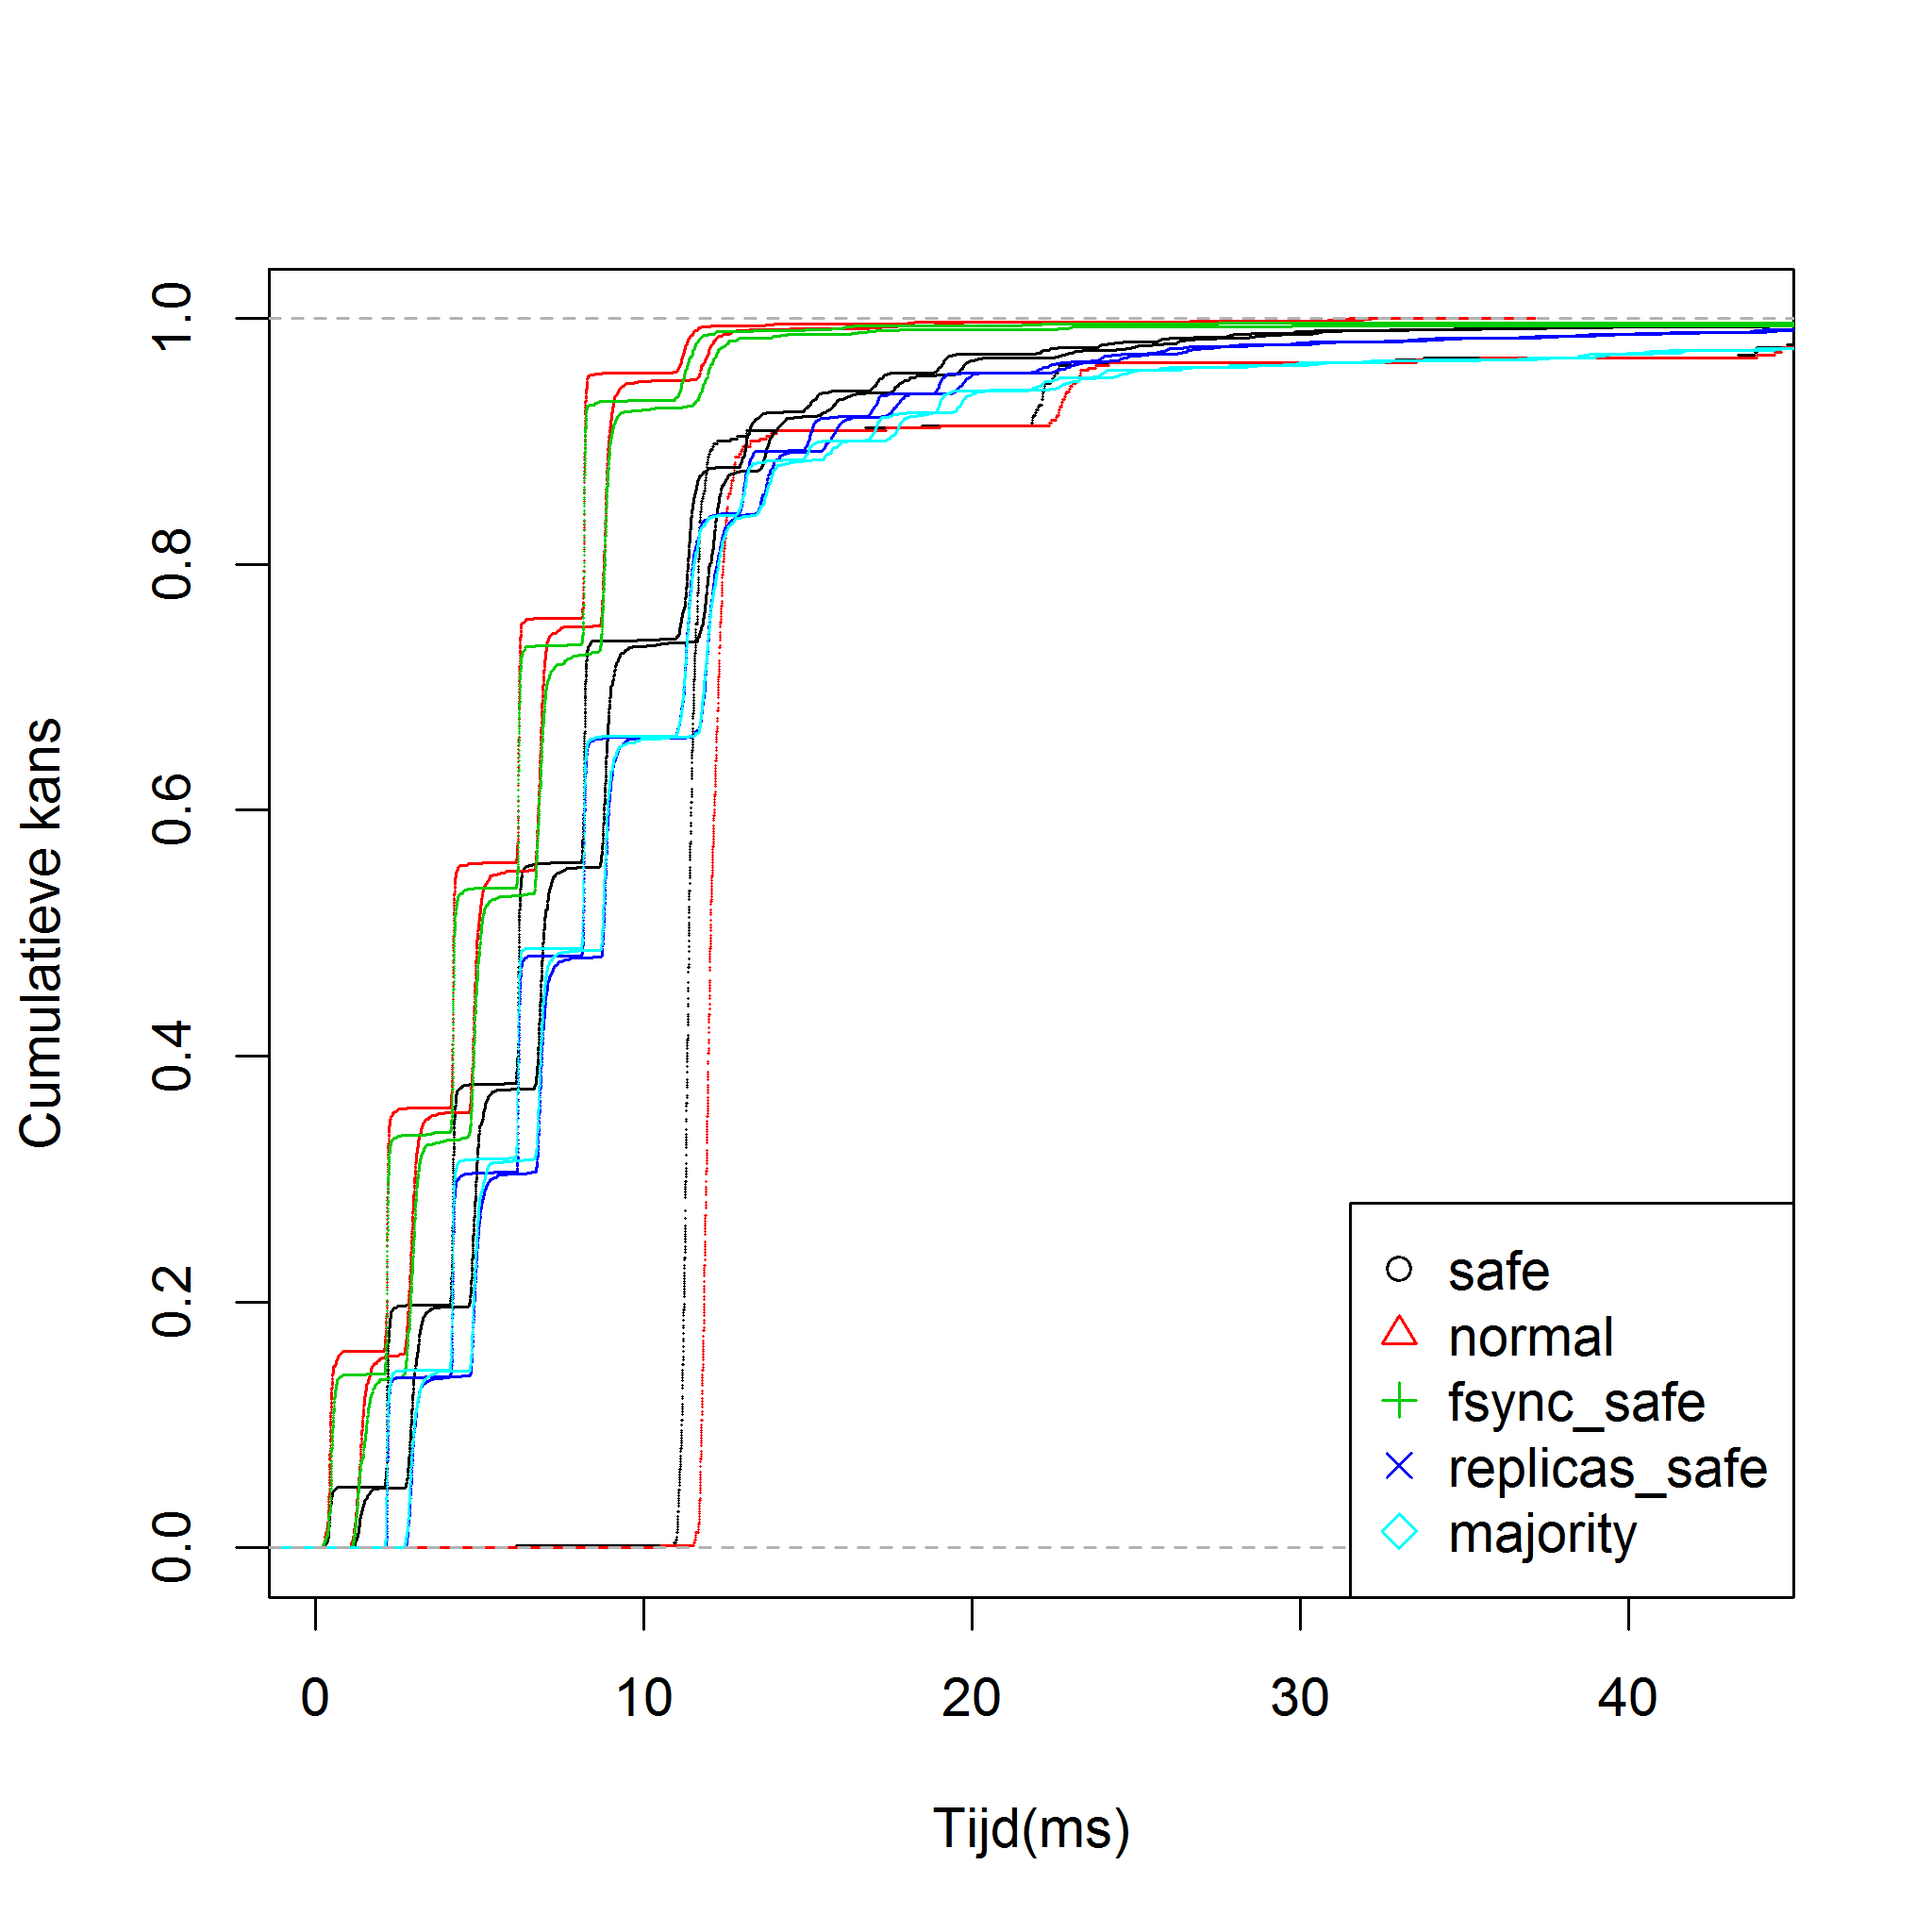 Cumulatieve kans
1.0
0.8
0.6
0.4
0.2
0.0
safe
normal
fsync_safe
replicas_safe
majority
0 10 20 30 40
Tijd(ms)